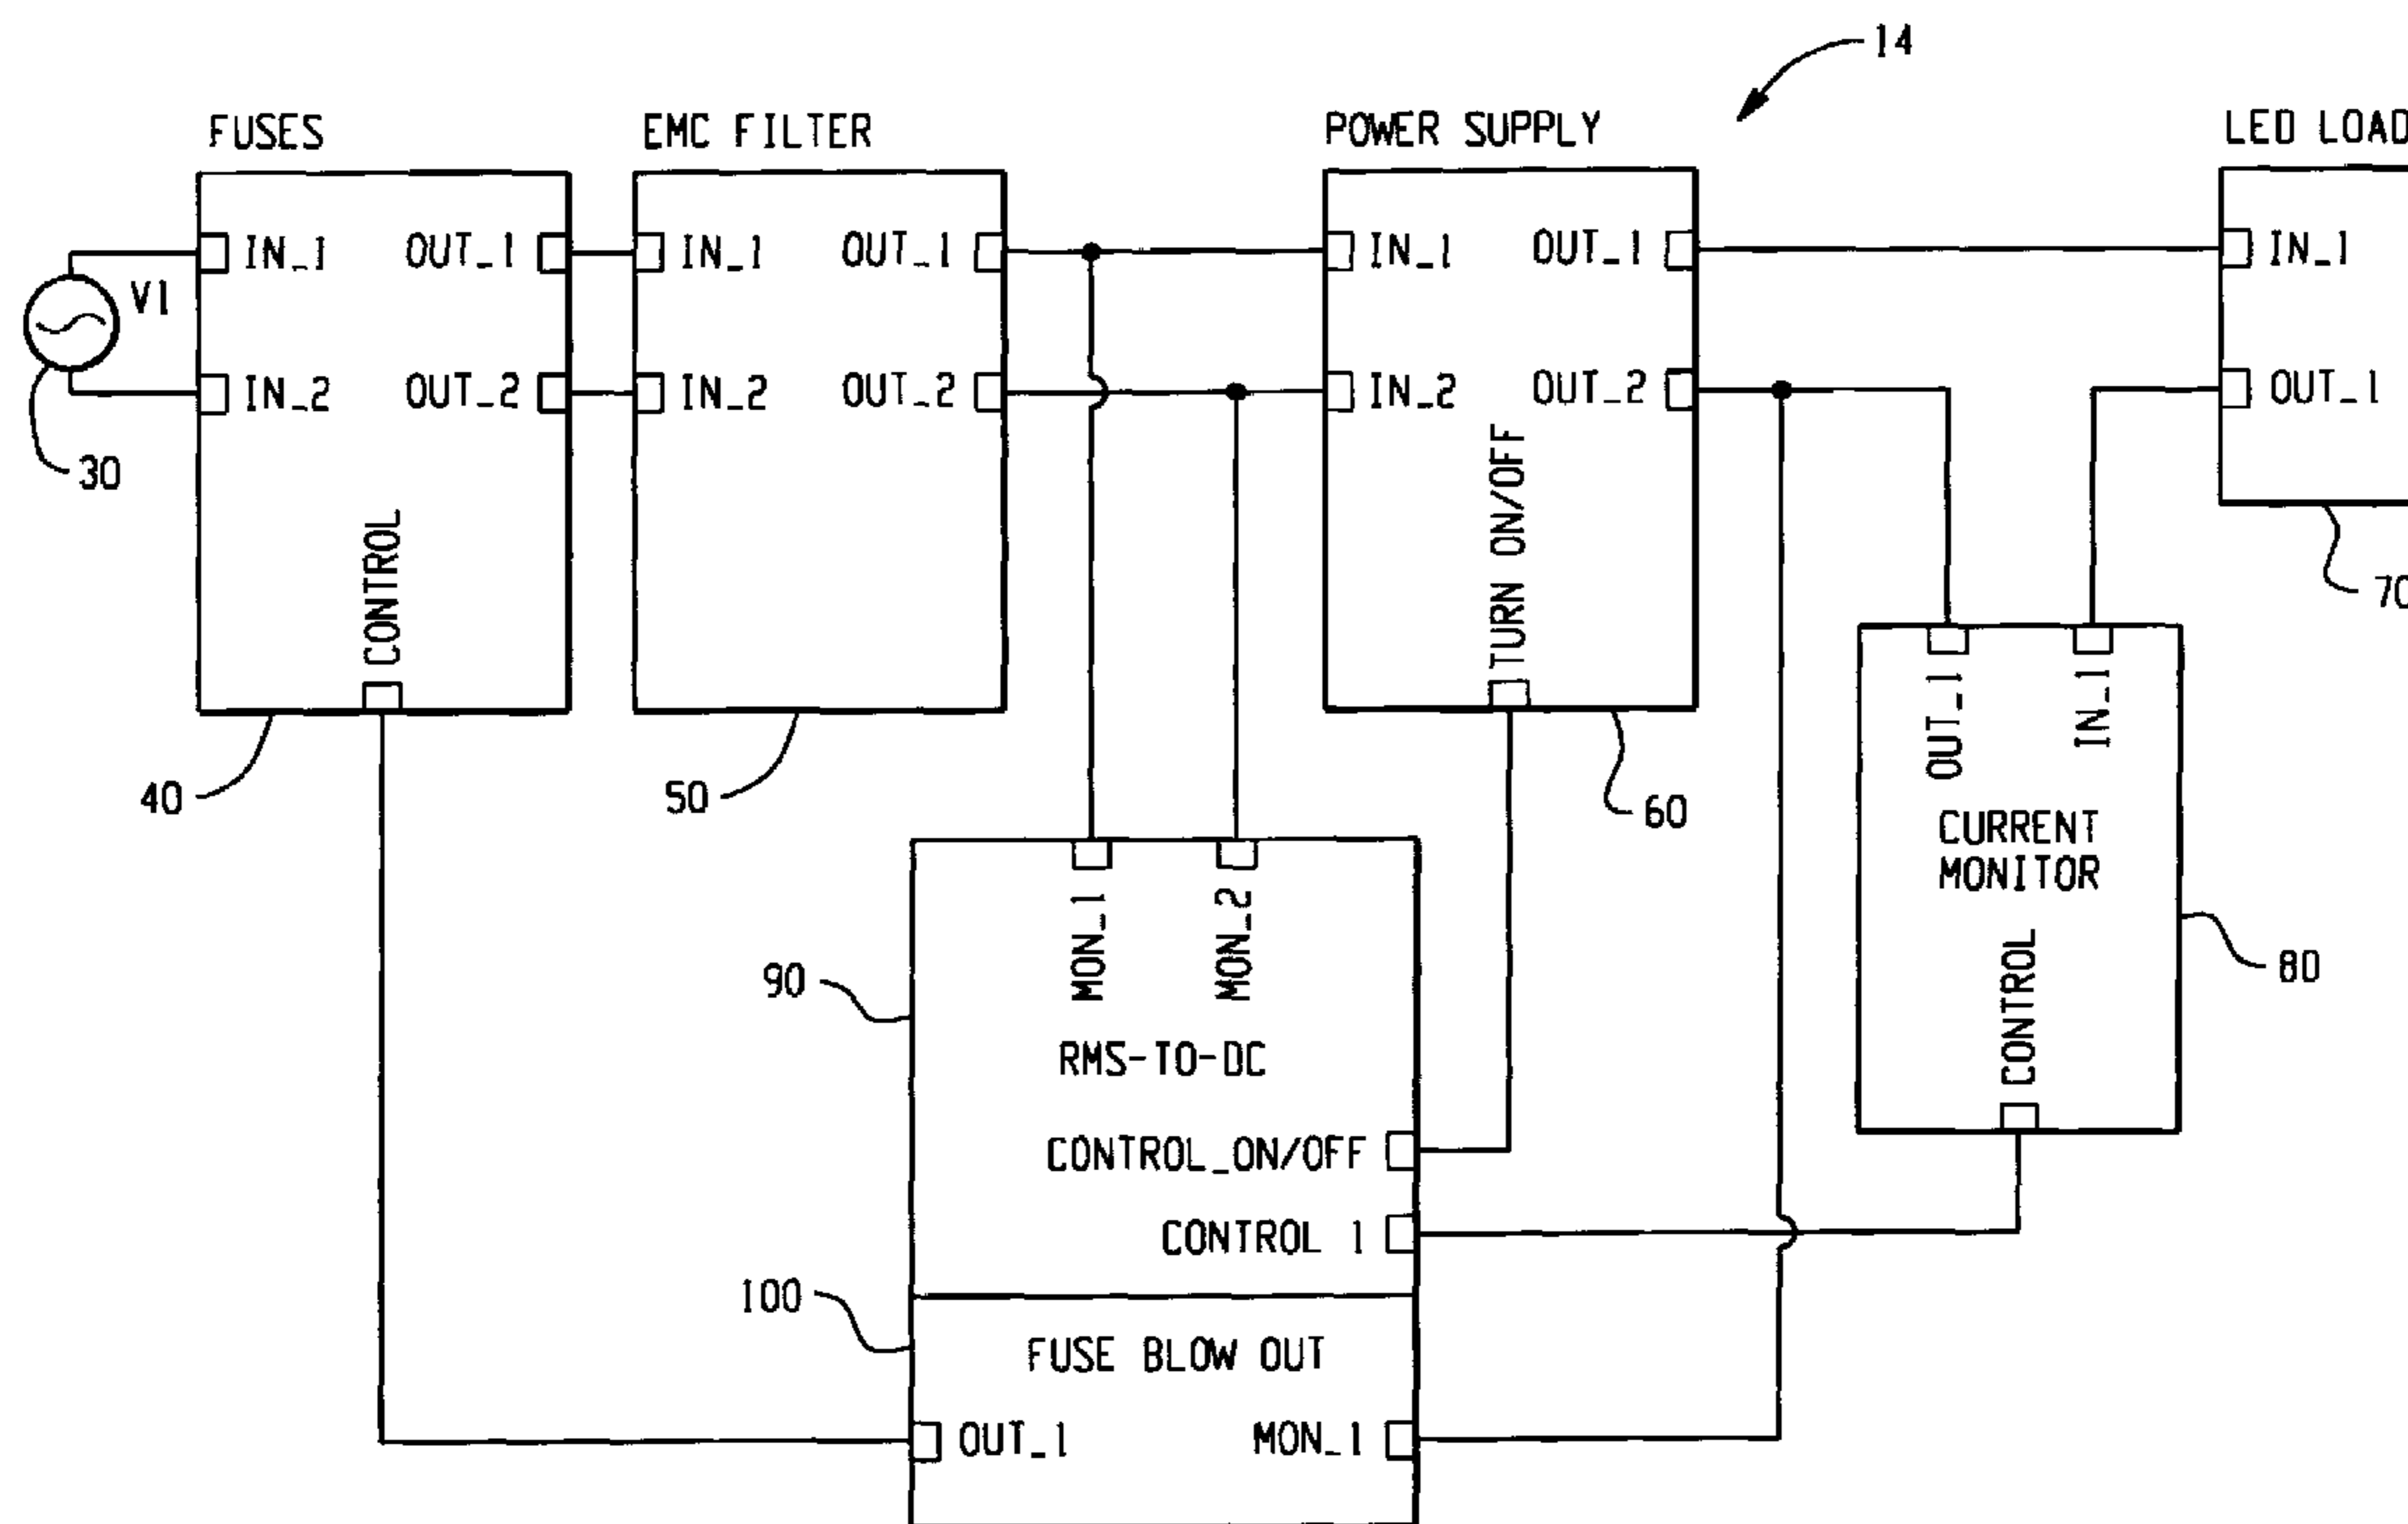 14
FUSES
EMC FILTER
POWER SUPPLY
LED LOAD
V1
30
IN_1
OUT_1
IN_2
OUT_2
CONTROL
40
IN_1
OUT_1
IN_2
OUT_2
50
IN_1
OUT_1
IN_2
OUT_2
TURN ON/OFF
60
IN_1
OUT_1
70
OUT_1
IN_1
CURRENT
MONITOR
CONTROL
80
MON_1
MON_2
90
RMS-TO-DC
CONTROL_ON/OFF
CONTROL 1
100
FUSE BLOW OUT
OUT_1
MON_1